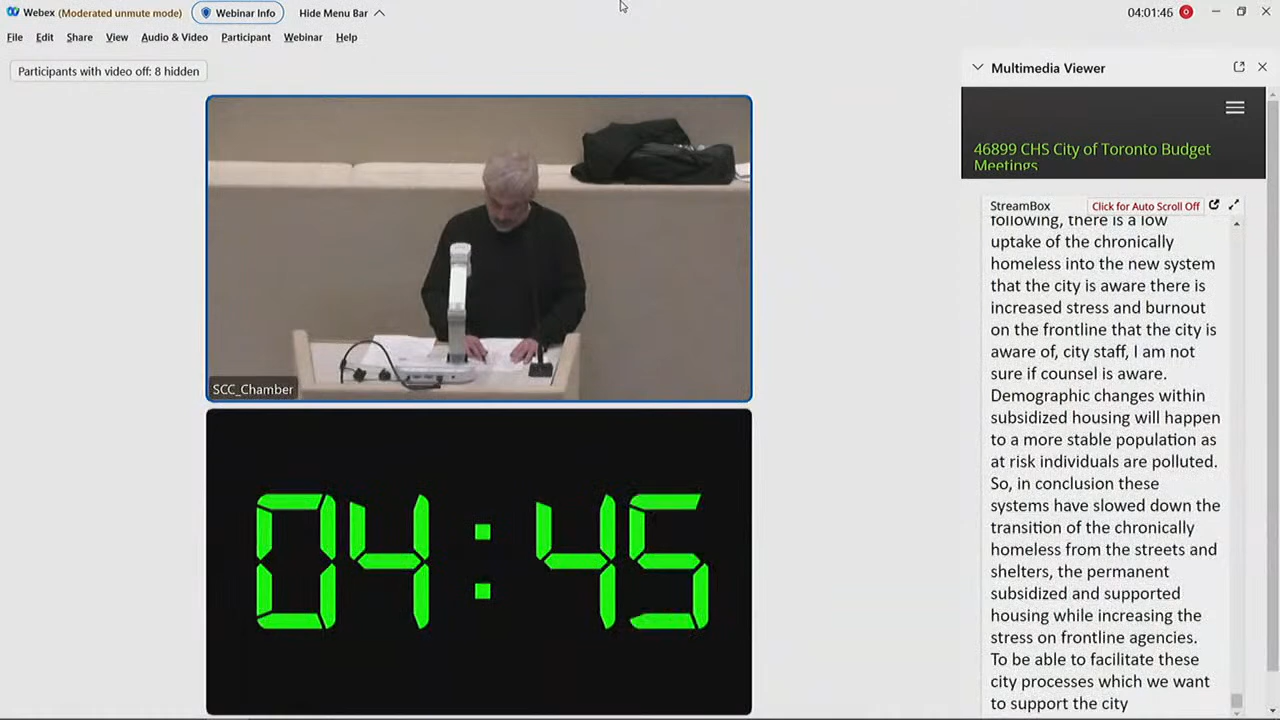 Webex (Moderated unmute mode) Webinar Info Hide Menu Bar 04:01:46
File Edit Share View Audio & Video Participant Webinar Help
Participants with video off: 8 hidden
Multimedia Viewer
SCC_Chamber
04:45
46899 CHS City of Toronto Budget
Meetings
StreamBox Click for Auto Scroll Off
following, there is a low
uptake of the chronically
homeless into the new system
that the city is aware there is
increased stress and burnout
on the frontline that the city is
aware of, city staff, I am not
sure if counsel is aware.
Demographic changes within
subsidized housing will happen
to a more stable population as
at risk individuals are polluted.
So, in conclusion these
systems have slowed down the
transition of the chronically
homeless from the streets and
shelters, the permanent
subsidized and supported
housing while increasing the
stress on frontline agencies.
To be able to facilitate these
city processes which we want
to support the city